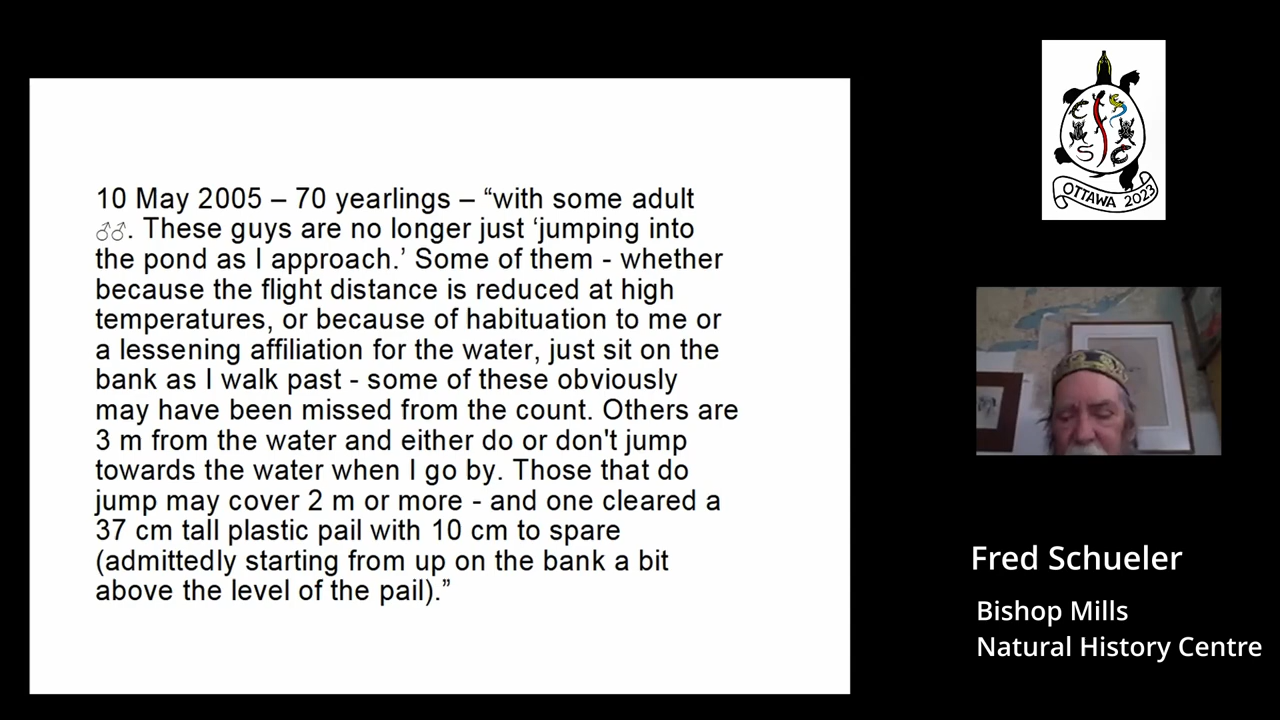 10 May 2005 – 70 yearlings – “with some adult
♂♂. These guys are no longer just ‘jumping into
the pond as I approach.’ Some of them - whether
because the flight distance is reduced at high
temperatures, or because of habituation to me or
a lessening affiliation for the water, just sit on the
bank as I walk past - some of these obviously
may have been missed from the count. Others are
3 m from the water and either do or don't jump
towards the water when I go by. Those that do
jump may cover 2 m or more - and one cleared a
37 cm tall plastic pail with 10 cm to spare
(admittedly starting from up on the bank a bit
above the level of the pail).”
OTTAWA 2023
Fred Schueler
Bishop Mills
Natural History Centre